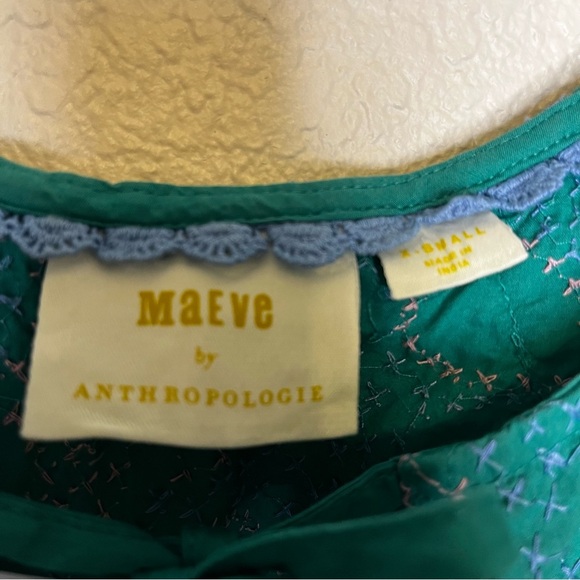 MaEvE
by
ANTHROPOLOGIE
X-SMALL
MADE IN
INDIA